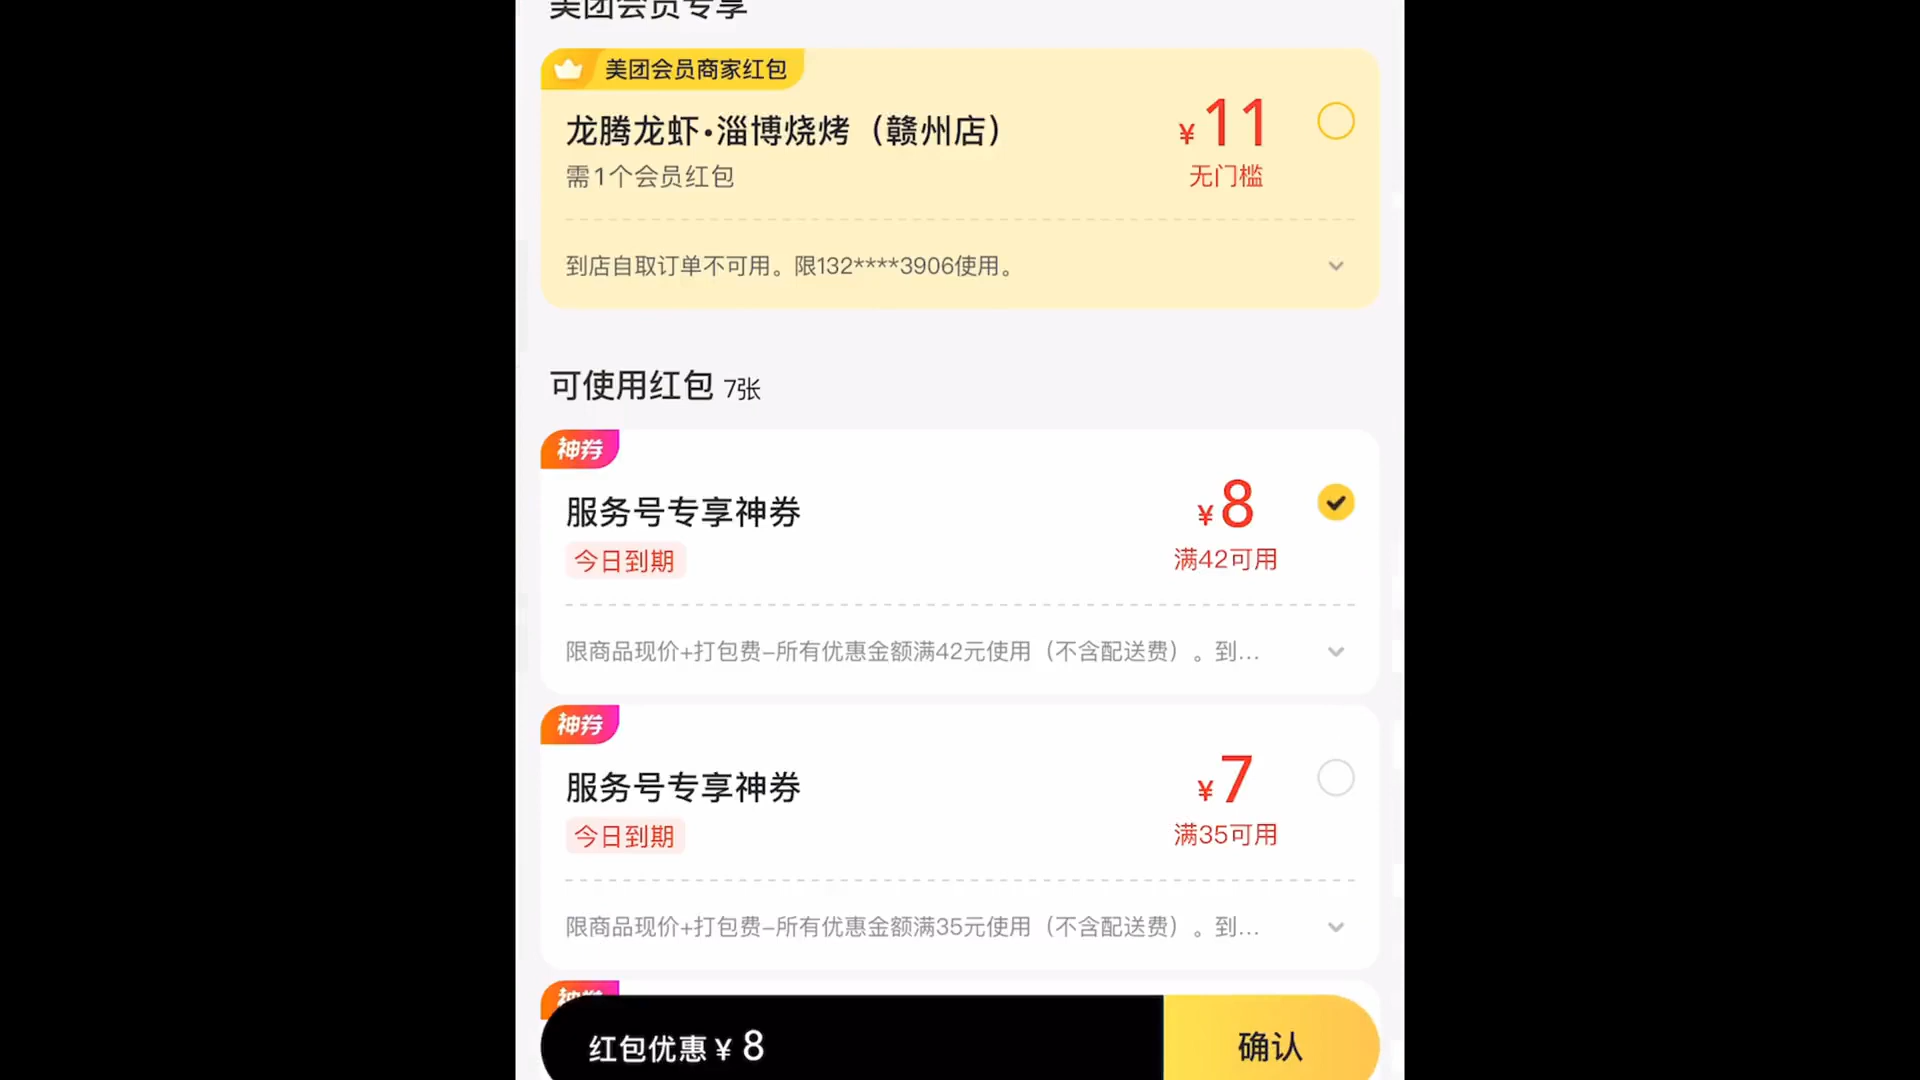 美团会员专享
美团会员商家红包
龙腾龙虾•淄博烧烤（赣州店）
¥11
需1个会员红包
无门槛
到店自取订单不可用。限132****3906使用。
可使用红包 7张
神券
服务号专享神券
¥8
今日到期
满42可用
限商品现价+打包费-所有优惠金额满42元使用（不含配送费）。到...
神券
服务号专享神券
¥7
今日到期
满35可用
限商品现价+打包费-所有优惠金额满35元使用（不含配送费）。到...
神券
红包优惠 ¥ 8
确认